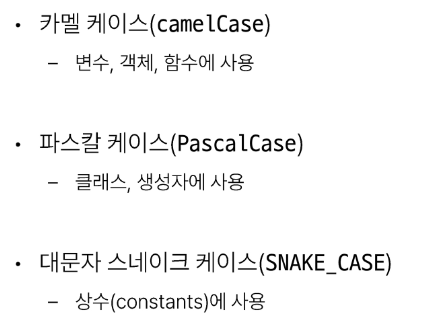 • 카멜 케이스(camelCase)
– 변수, 객체, 함수에 사용
• 파스칼 케이스(PascalCase)
– 클래스, 생성자에 사용
• 대문자 스네이크 케이스(SNAKE_CASE)
– 상수(constants)에 사용